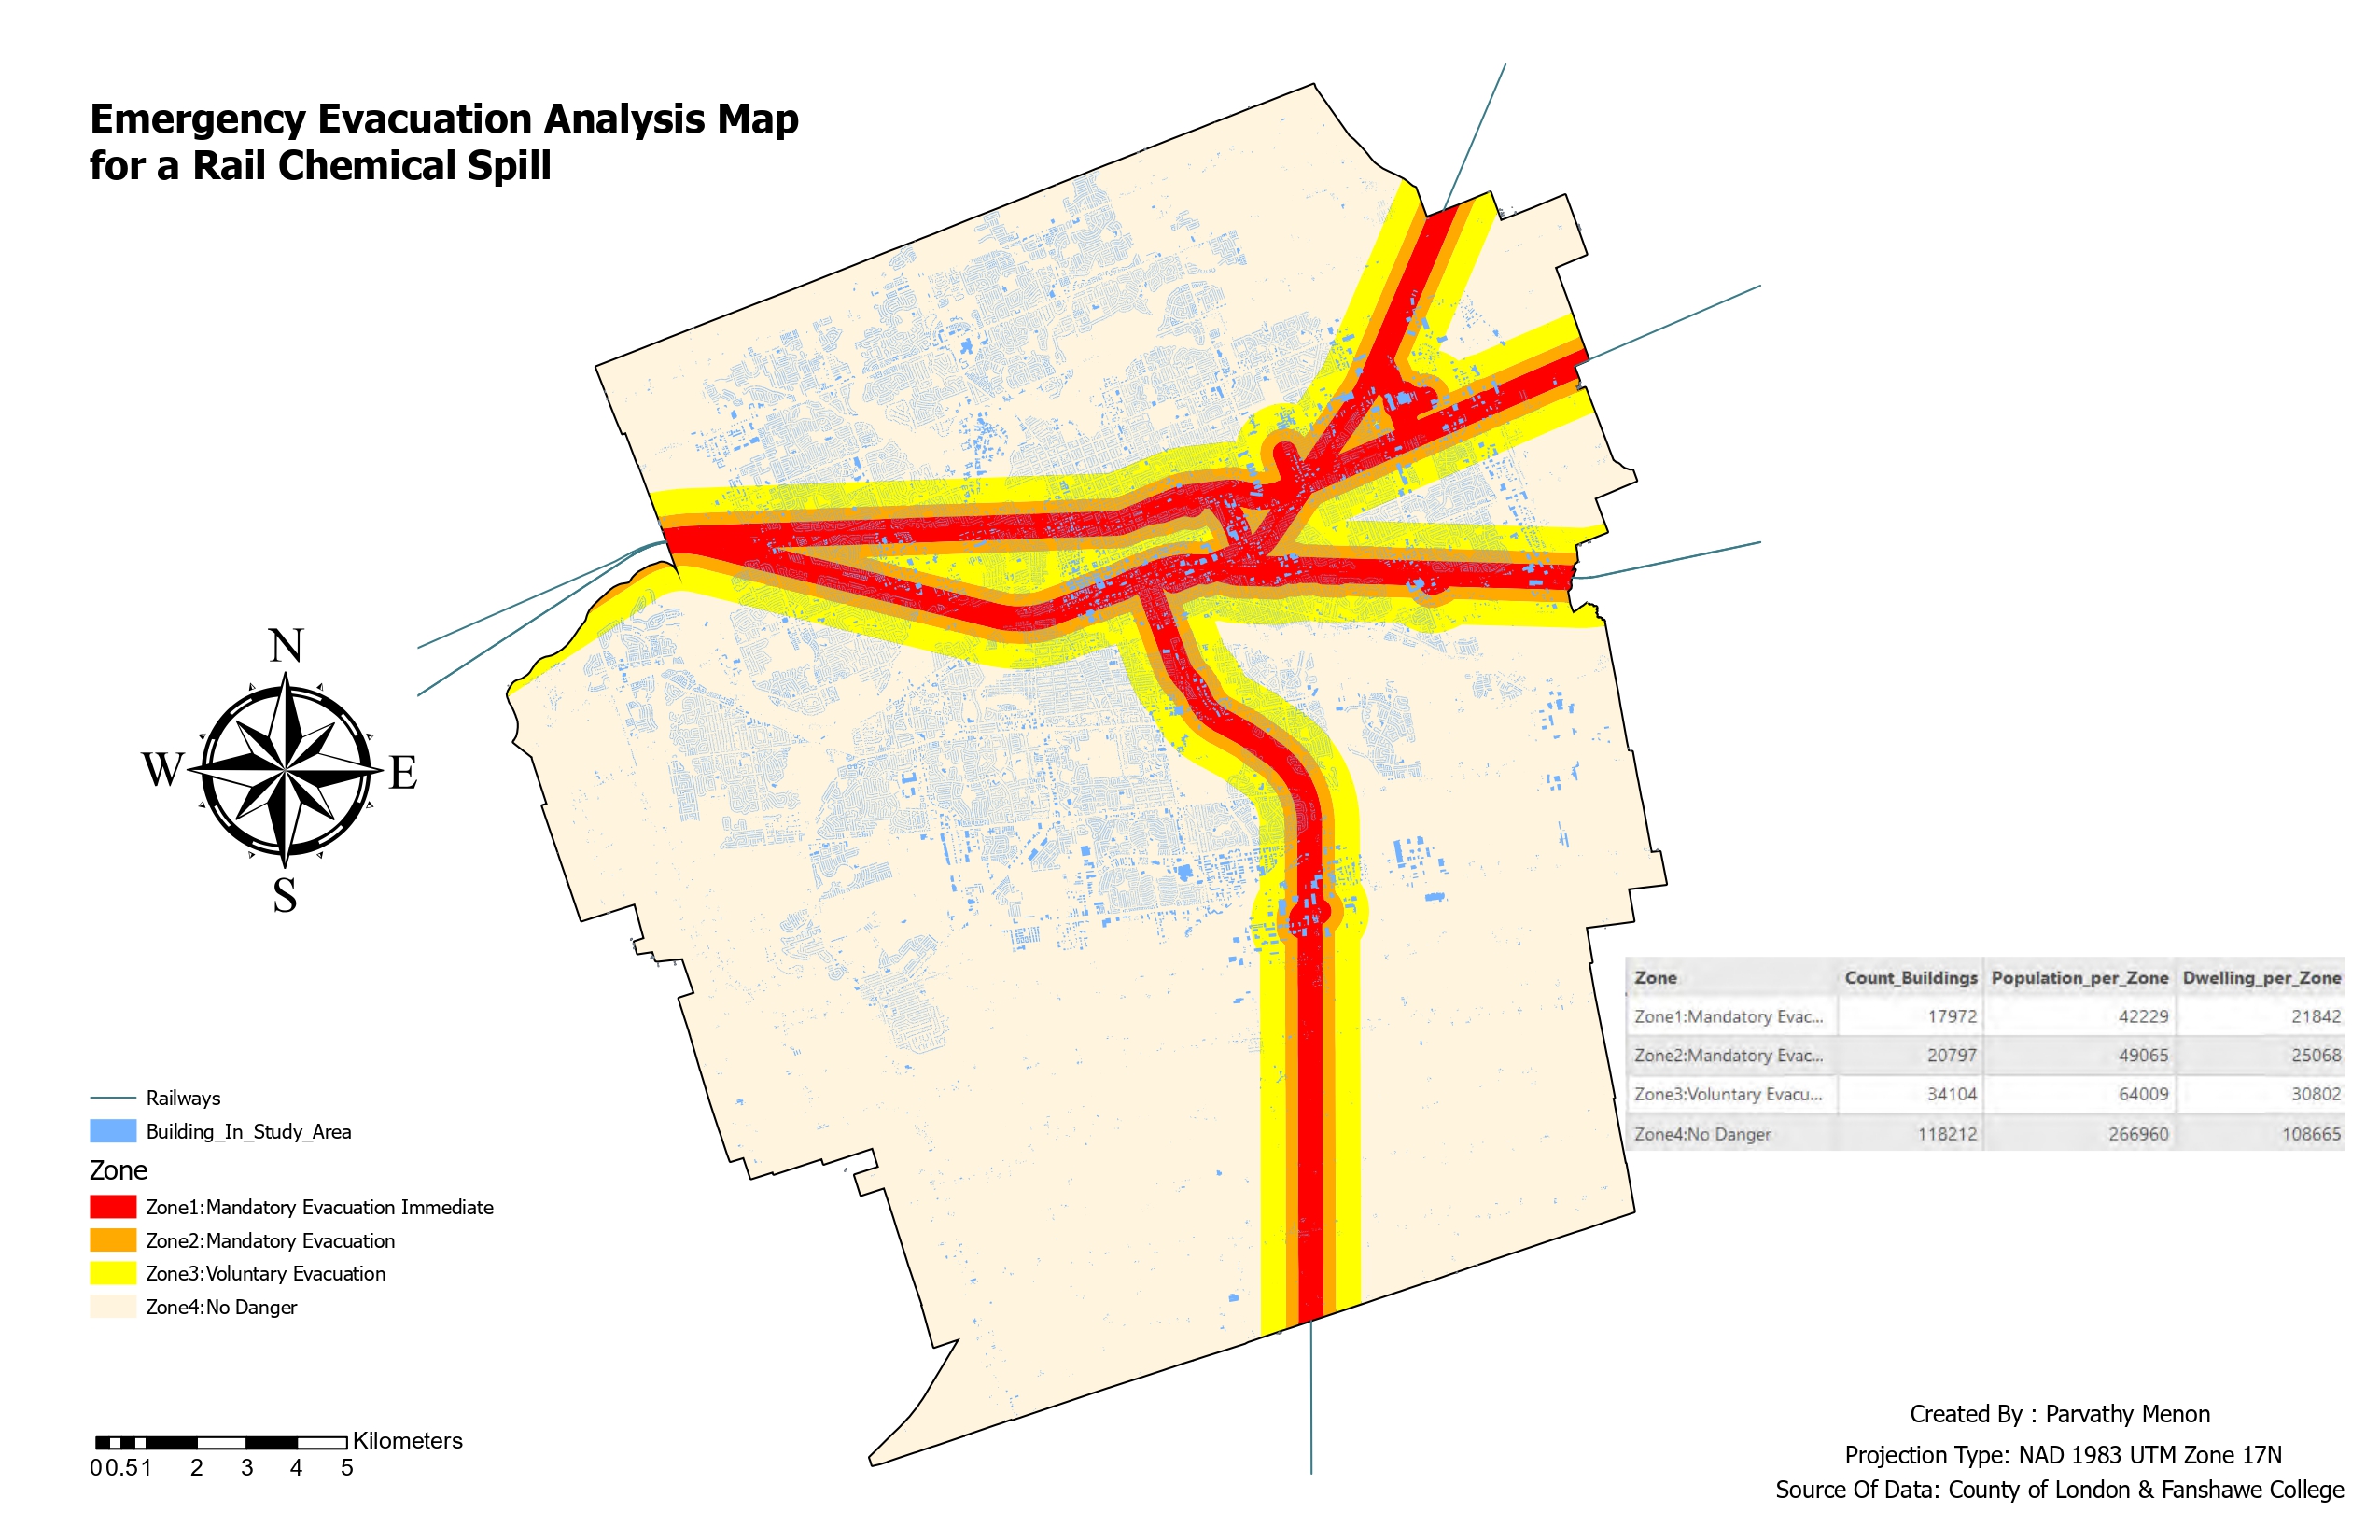 Emergency Evacuation Analysis Map
for a Rail Chemical Spill
N
W
E
S
Zone Count_Buildings Population_per_Zone Dwelling_per_Zone
Zone1:Mandatory Evac... 17972 42229 21842
Zone2:Mandatory Evac... 20797 49065 25068
Zone3:Voluntary Evacu... 34104 64009 30802
Zone4:No Danger 118212 266960 108665
Railways
Building_In_Study_Area
Zone
Zone1:Mandatory Evacuation Immediate
Zone2:Mandatory Evacuation
Zone3:Voluntary Evacuation
Zone4:No Danger
Kilometers
0 0.5 1 2 3 4 5
Created By : Parvathy Menon
Projection Type: NAD 1983 UTM Zone 17N
Source Of Data: County of London & Fanshawe College